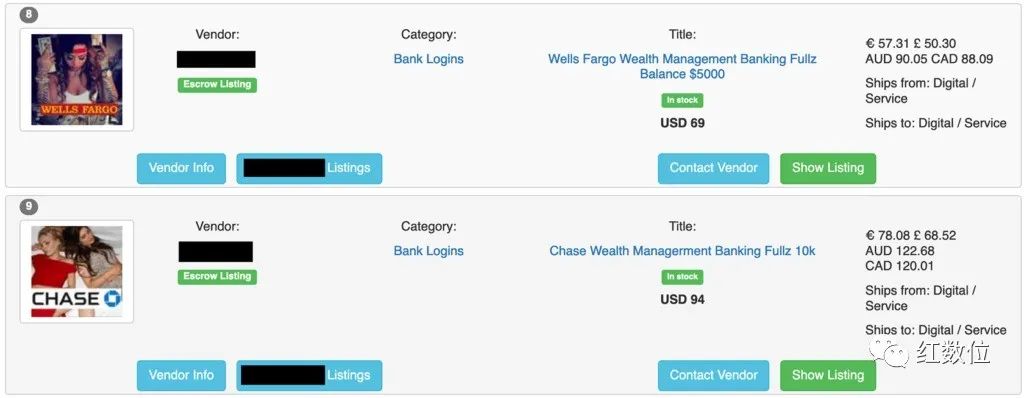 8
Vendor:
Category:
Title:
Escrow Listing
Bank Logins
Wells Fargo Wealth Management Banking Fullz
Balance $5000
In stock
USD 69
€ 57.31 £ 50.30
AUD 90.05 CAD 88.09
Ships from: Digital /
Service
Ships to: Digital / Service
WELLS FARGO
Vendor Info
Listings
Contact Vendor
Show Listing
9
Vendor:
Category:
Title:
Escrow Listing
Bank Logins
Chase Wealth Managerment Banking Fullz 10k
In stock
USD 94
€ 78.08 £ 68.52
AUD 122.68
CAD 120.01
Ships from: Digital /
Service
Ships to: Digital / Service
CHASE
Vendor Info
Listings
Contact Vendor
Show Listing
红数位